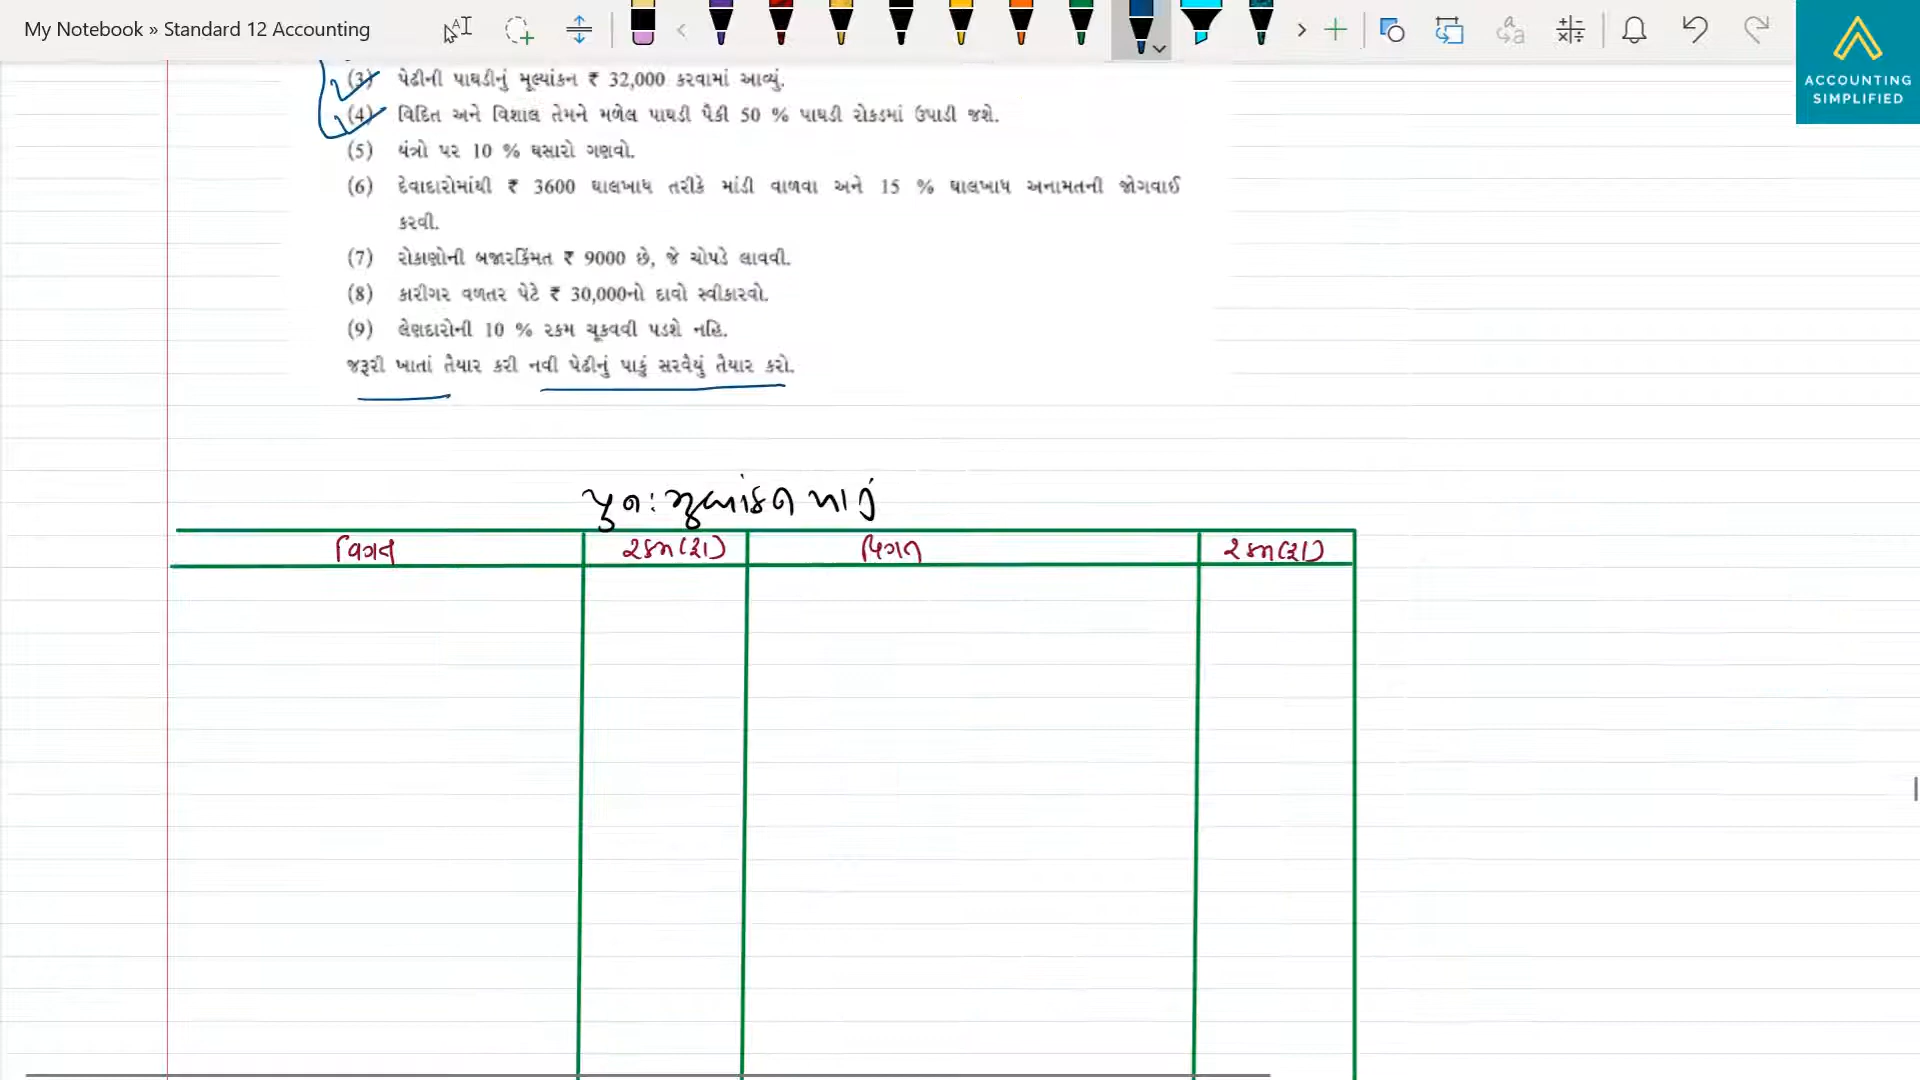 My Notebook » Standard 12 Accounting
ACCOUNTING
SIMPLIFIED
(3) પેઢીની પાઘડીનું મૂલ્યાંકન ₹ 32,000 કરવામાં આવ્યું.
(4) વિદિત અને વિશાલ તેમને મળેલ પાઘડી પૈકી 50 % પાઘડી રોકડમાં ઉપાડી જશે.
(5) યંત્રો પર 10 % ઘસારો ગણવો.
(6) દેવાદારોમાંથી ₹ 3600 ઘાલખાધ તરીકે માંડી વાળવા અને 15 % ઘાલખાધ અનામતની જોગવાઈ
કરવી.
(7) રોકાણોની બજારકિંમત ₹ 9000 છે, જે ચોપડે લાવવી.
(8) કારીગર વળતર પેટે ₹ 30,000નો દાવો સ્વીકારવો.
(9) લેણદારોની 10 % રકમ ચૂકવવી પડશે નહિ.
જરૂરી ખાતાં તૈયાર કરી નવી પેઢીનું પાકું સરવૈયું તૈયાર કરો.
પુનઃમૂલ્યાંકન ખાતું
વિગત રકમ(રૂા) વિગત રકમ(રૂા)